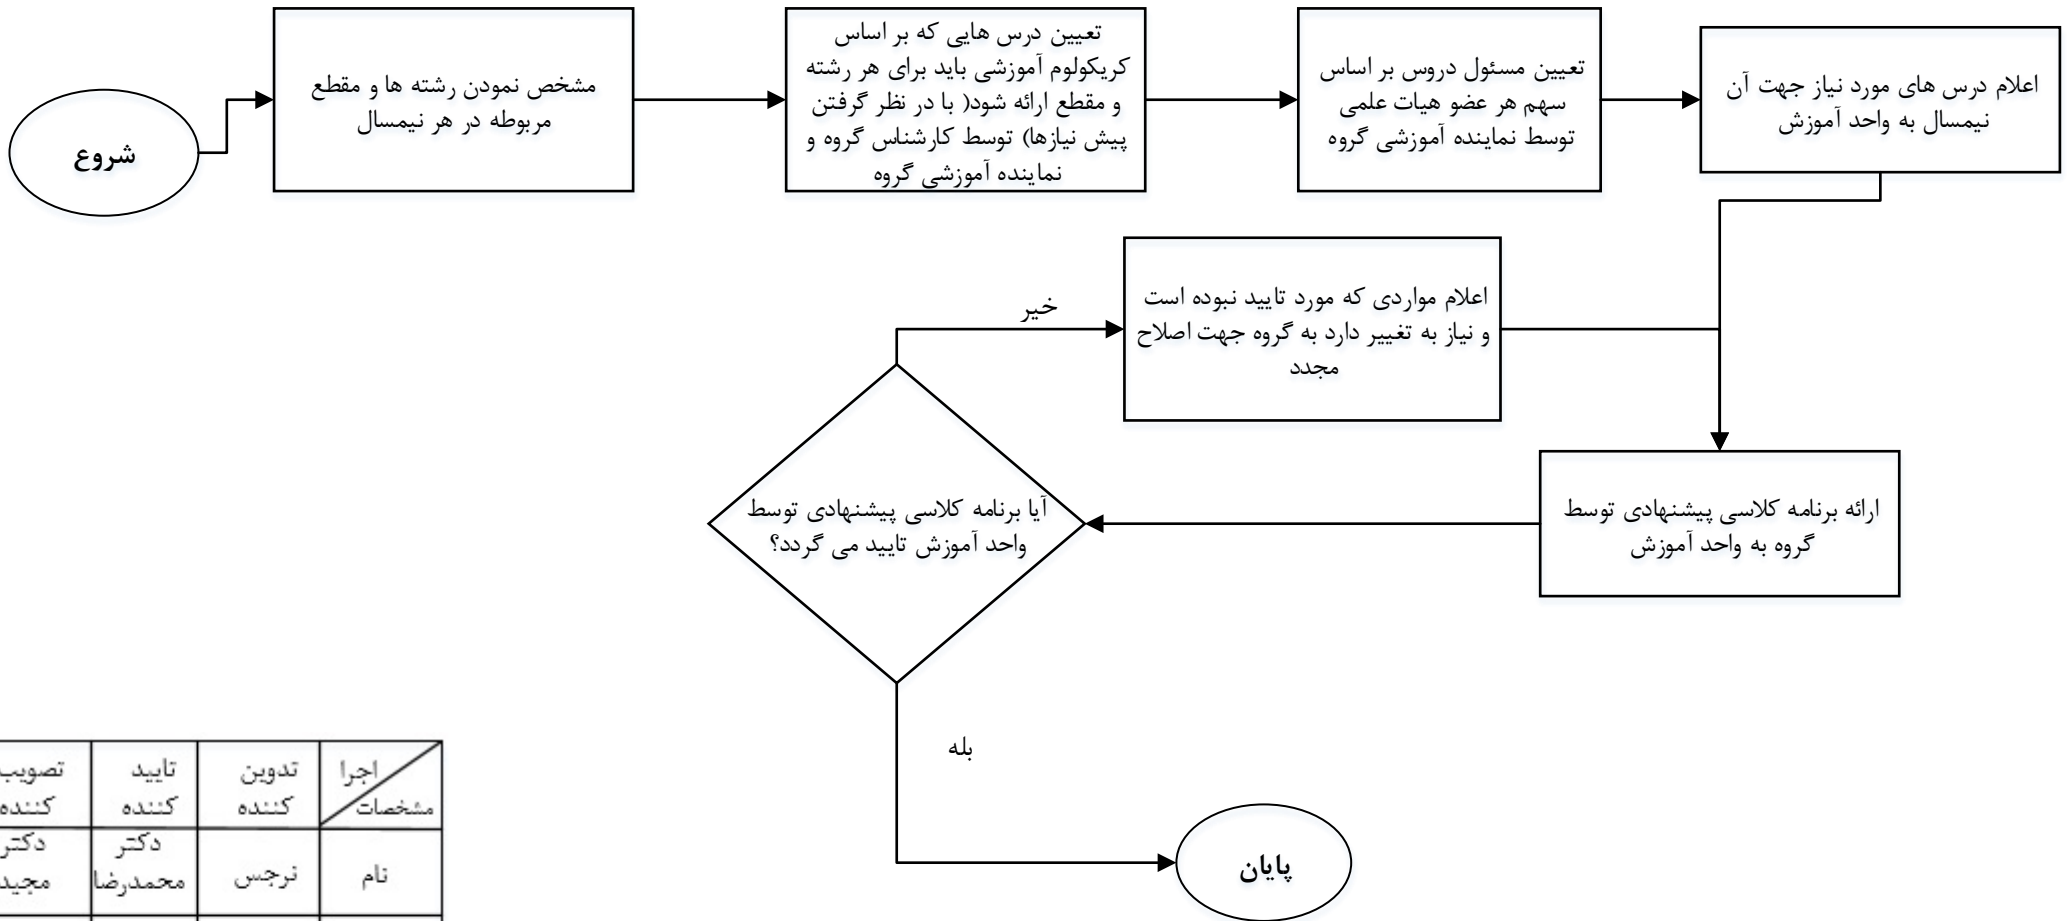 شروع
مشخص نمودن رشته ها و مقطع
مربوطه در هر نیمسال
تعیین درس هایی که بر اساس
کریکولوم آموزشی باید برای هر رشته
و مقطع ارائه شود( با در نظر گرفتن
پیش نیازها) توسط کارشناس گروه و
نماینده آموزشی گروه
تعیین مسئول دروس بر اساس
سهم هر عضو هیات علمی
توسط نماینده آموزشی گروه
اعلام درس های مورد نیاز جهت آن
نیمسال به واحد آموزش
اعلام مواردی که مورد تایید نبوده است
و نیاز به تغییر دارد به گروه جهت اصلاح
مجدد
خیر
ارائه برنامه کلاسی پیشنهادی توسط
گروه به واحد آموزش
آیا برنامه کلاسی پیشنهادی توسط
واحد آموزش تایید می گردد؟
بله
پایان
اجرا
مشخصات
تدوین
کننده
تایید
کننده
تصویب
کننده
نام
نرجس
دکتر
محمدرضا
دکتر
مجید